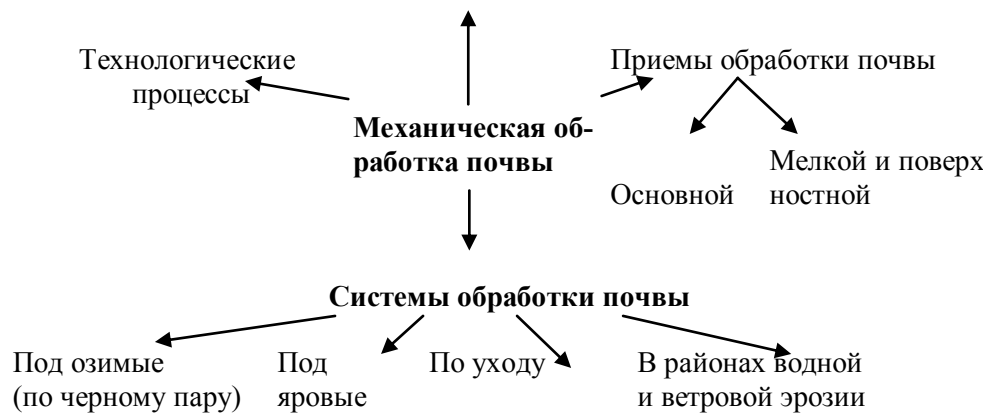 Технологические
процессы
Приемы обработки почвы
Механическая об-
работка почвы
Основной
Мелкой и поверх
ностной
Системы обработки почвы
Под озимые
(по черному пару)
Под
яровые
По уходу
В районах водной
и ветровой эрозии